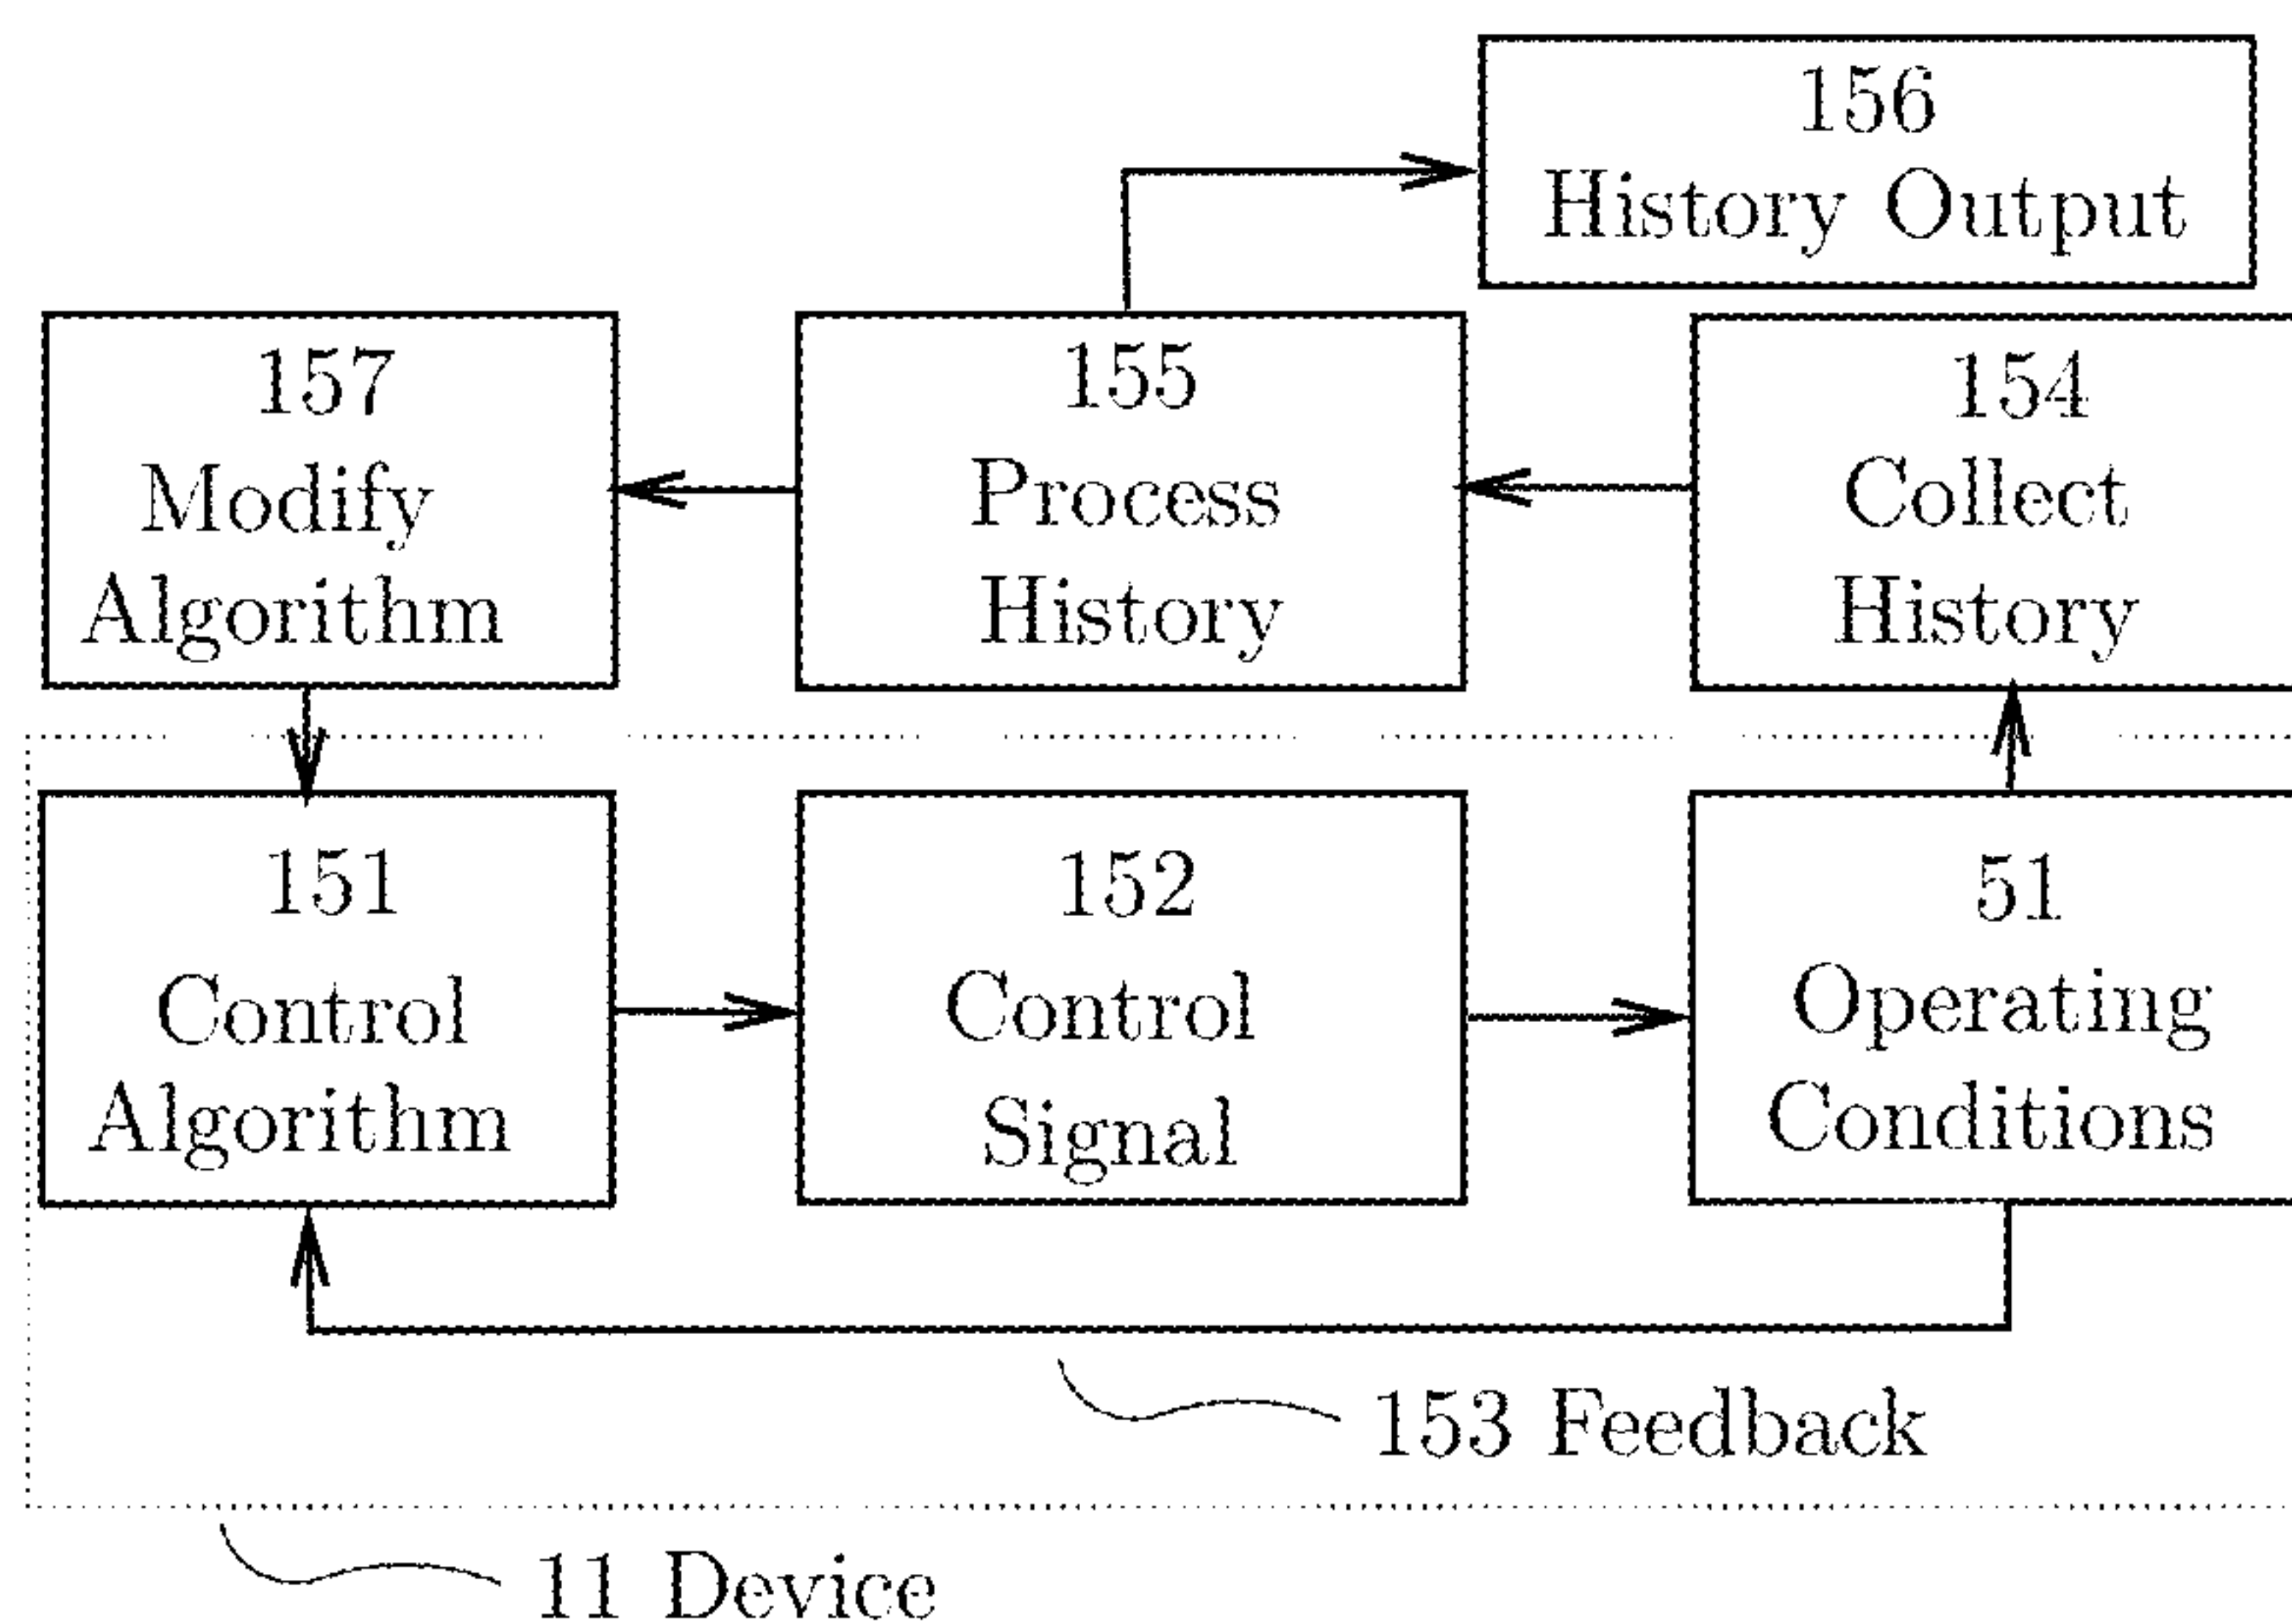 156
History Output
157
Modify
Algorithm
155
Process
History
154
Collect
History
151
Control
Algorithm
152
Control
Signal
51
Operating
Conditions
153 Feedback
11 Device